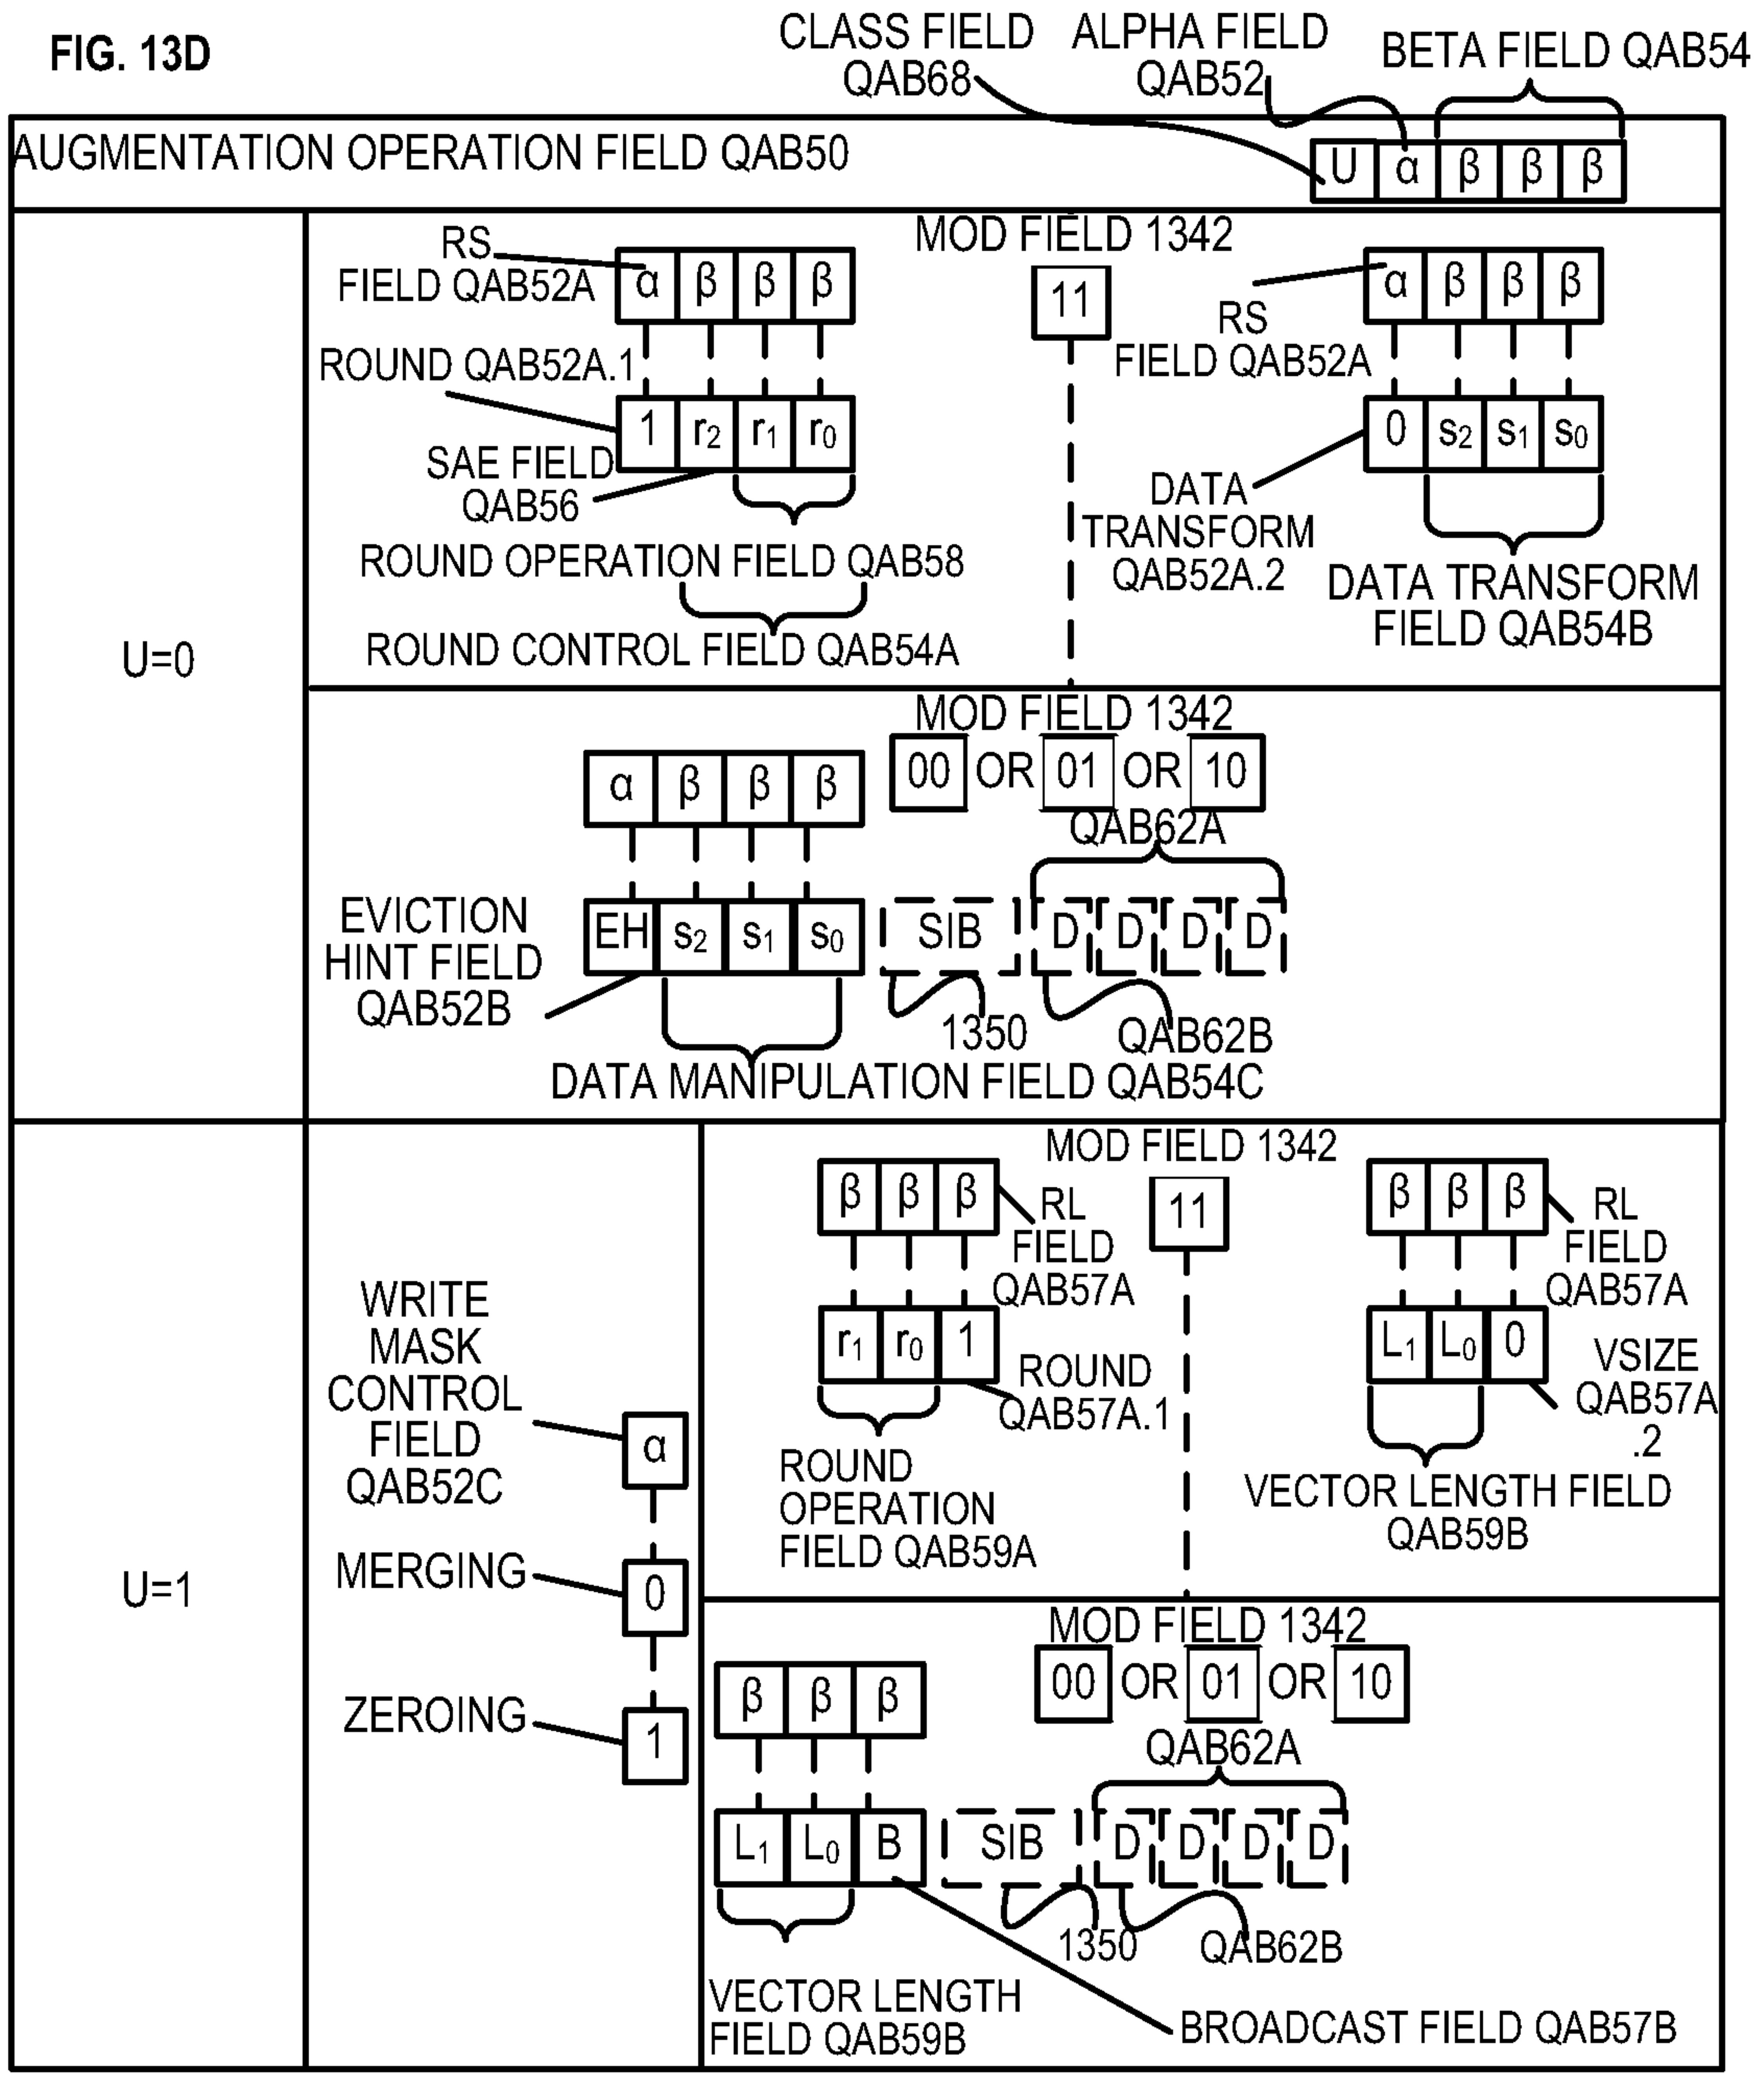 FIG. 13D
CLASS FIELD
QAB68
ALPHA FIELD
QAB52
BETA FIELD QAB54
AUGMENTATION OPERATION FIELD QAB50
U α β β β
U=0
MOD FIELD 1342
11
RS
FIELD QAB52A
α β β β
ROUND QAB52A.1
1 r2 r1 r0
SAE FIELD
QAB56
ROUND OPERATION FIELD QAB58
ROUND CONTROL FIELD QAB54A
α β β β
RS
FIELD QAB52A
0 s2 s1 s0
DATA
TRANSFORM
QAB52A.2
DATA TRANSFORM
FIELD QAB54B
MOD FIELD 1342
00 OR 01 OR 10
α β β β
QAB62A
EVICTION
HINT FIELD
QAB52B
EH s2 s1 s0 SIB D D D D
1350
QAB62B
DATA MANIPULATION FIELD QAB54C
U=1
WRITE
MASK
CONTROL
FIELD
QAB52C
α
MERGING
0
ZEROING
1
MOD FIELD 1342
11
β β β
RL
FIELD
QAB57A
r1 r0 1
ROUND
QAB57A.1
ROUND
OPERATION
FIELD QAB59A
β β β
RL
FIELD
QAB57A
L1 L0 0
VSIZE
QAB57A
.2
VECTOR LENGTH FIELD
QAB59B
MOD FIELD 1342
00 OR 01 OR 10
β β β
QAB62A
L1 L0 B SIB D D D D
1350
QAB62B
VECTOR LENGTH
FIELD QAB59B
BROADCAST FIELD QAB57B